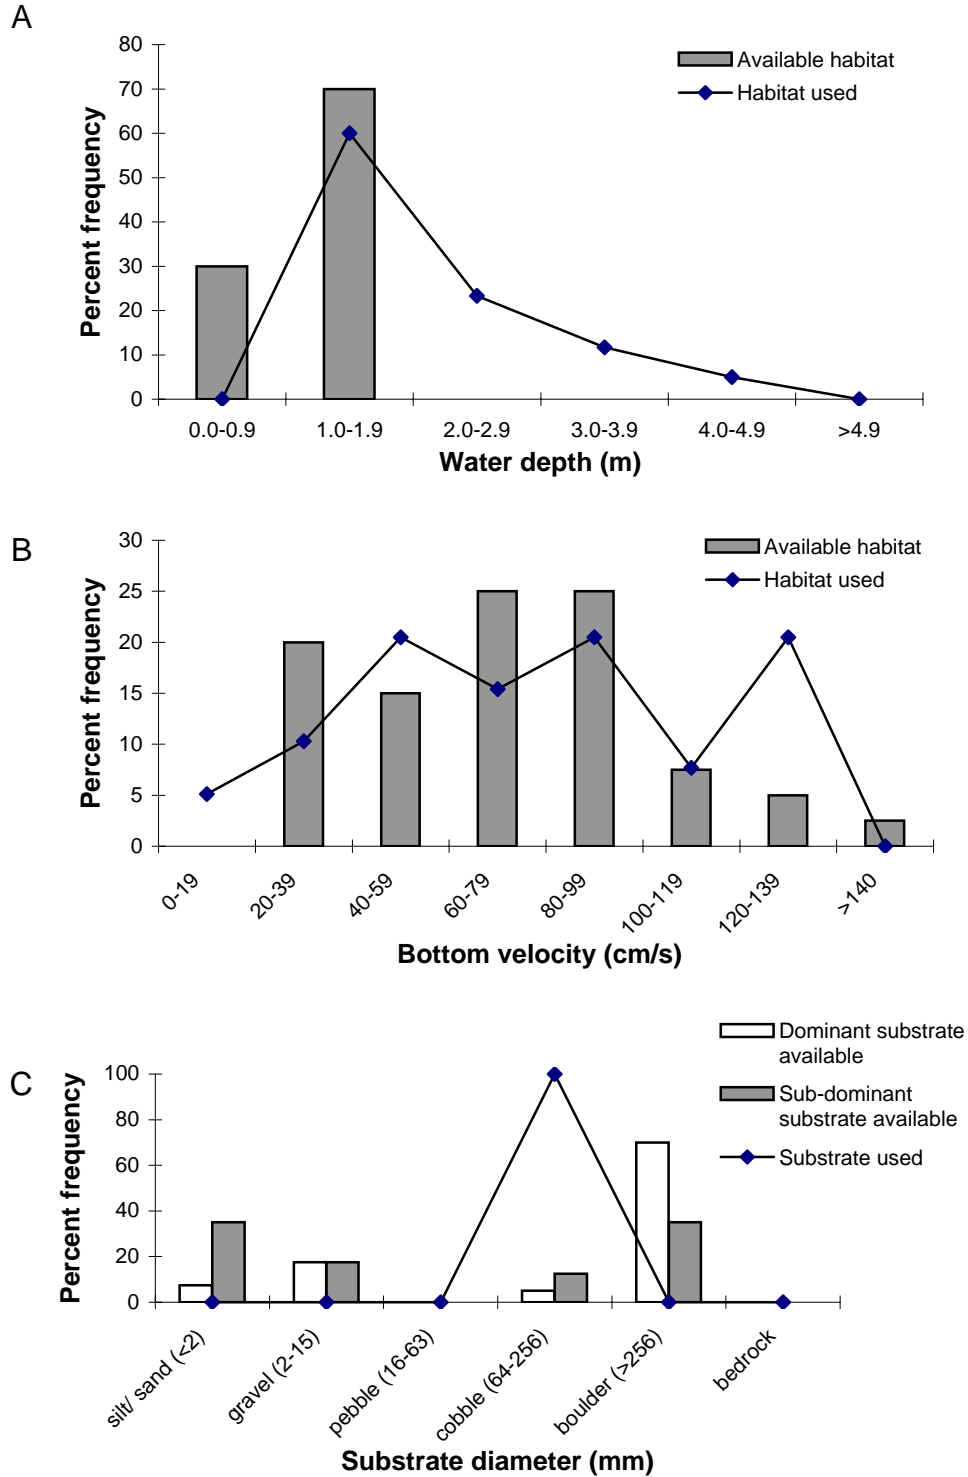 A
80
70
60
50
40
30
20
10
0
Percent frequency
Available habitat
Habitat used
0.0-0.9 1.0-1.9 2.0-2.9 3.0-3.9 4.0-4.9 >4.9
Water depth (m)
B
30
25
20
15
10
5
0
Percent frequency
Available habitat
Habitat used
0-19 20-39 40-59 60-79 80-99 100-119 120-139 >140
Bottom velocity (cm/s)
C
100
80
60
40
20
0
Percent frequency
Dominant substrate
available
Sub-dominant
substrate available
Substrate used
silt/ sand (<2) gravel (2-15) pebble (16-63) cobble (64-256) boulder (>256) bedrock
Substrate diameter (mm)